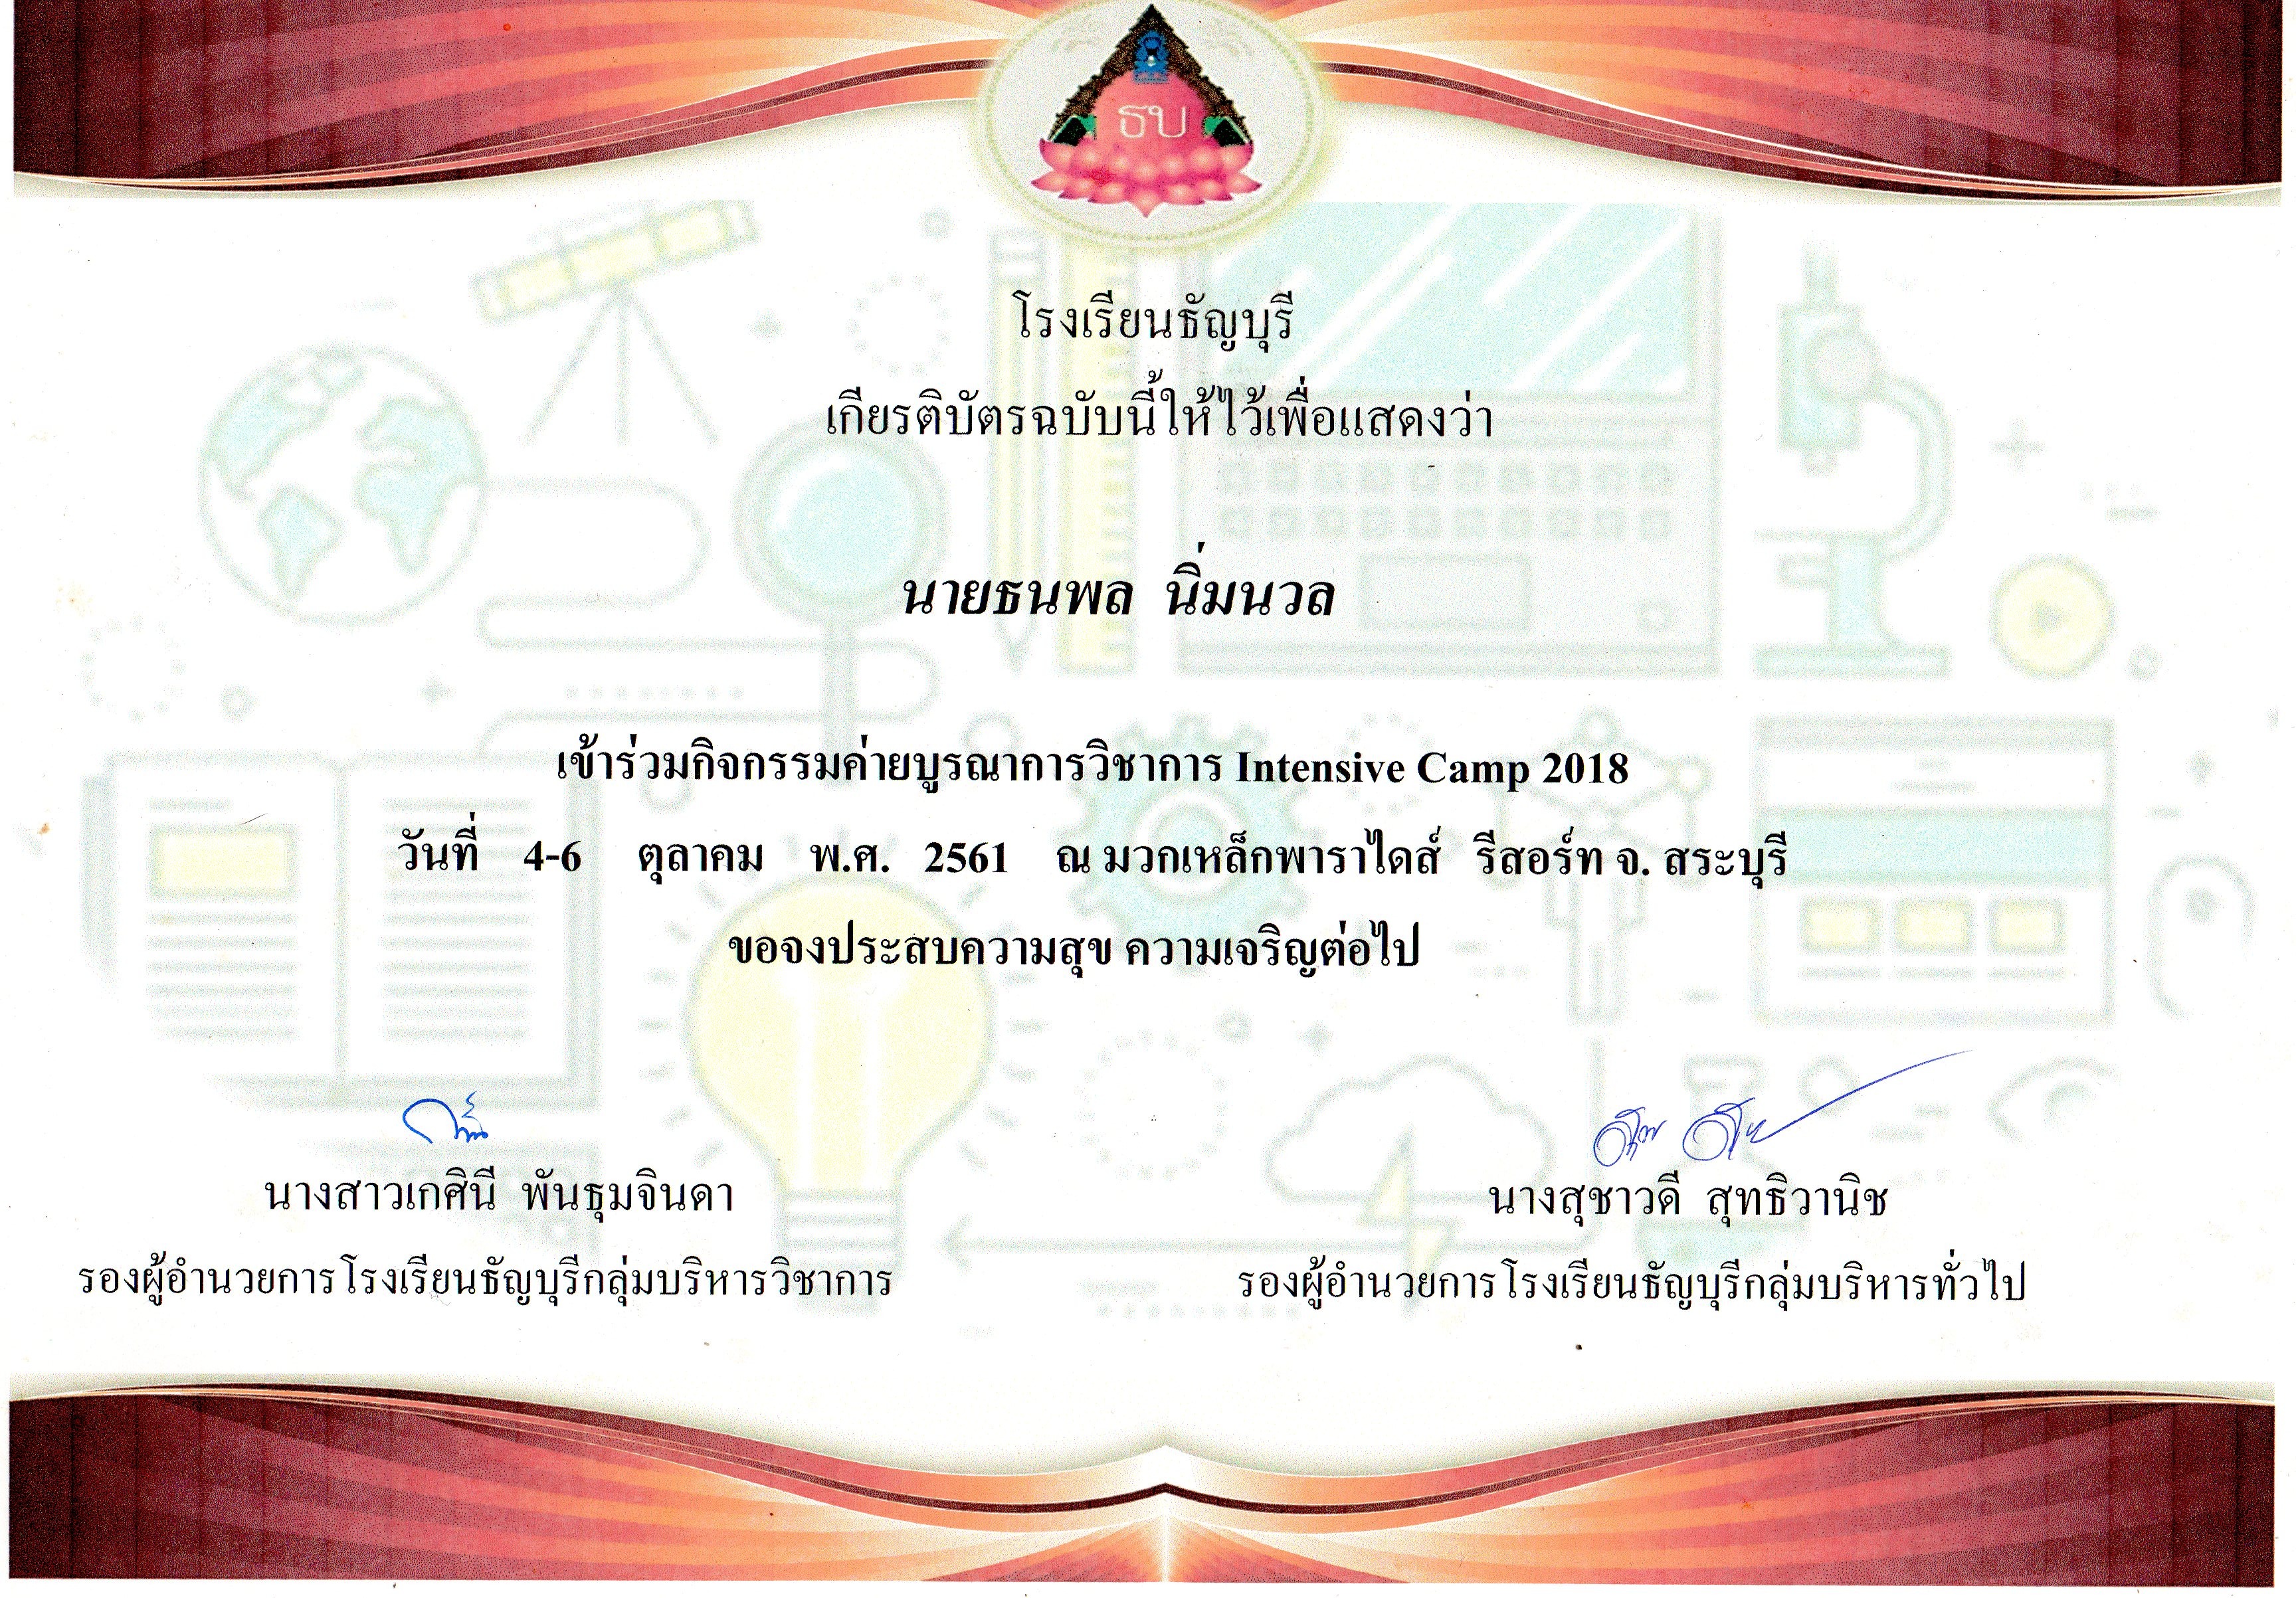 ธบ
โรงเรียนธัญบุรี
เกียรติบัตรฉบับนี้ให้ไว้เพื่อแสดงว่า
นายธนพล นิ่มนวล
เข้าร่วมกิจกรรมค่ายบูรณาการวิชาการ Intensive Camp 2018
วันที่ 4-6 ตุลาคม พ.ศ. 2561 ณ มวกเหล็กพาราไดส์ รีสอร์ท จ. สระบุรี
ขอจงประสบความสุข ความเจริญต่อไป
นางสาวเกศินี พันธุมจินดา
นางสุชาวดี สุทธิวานิช
รองผู้อำนวยการโรงเรียนธัญบุรีกลุ่มบริหารวิชาการ
รองผู้อำนวยการโรงเรียนธัญบุรีกลุ่มบริหารทั่วไป